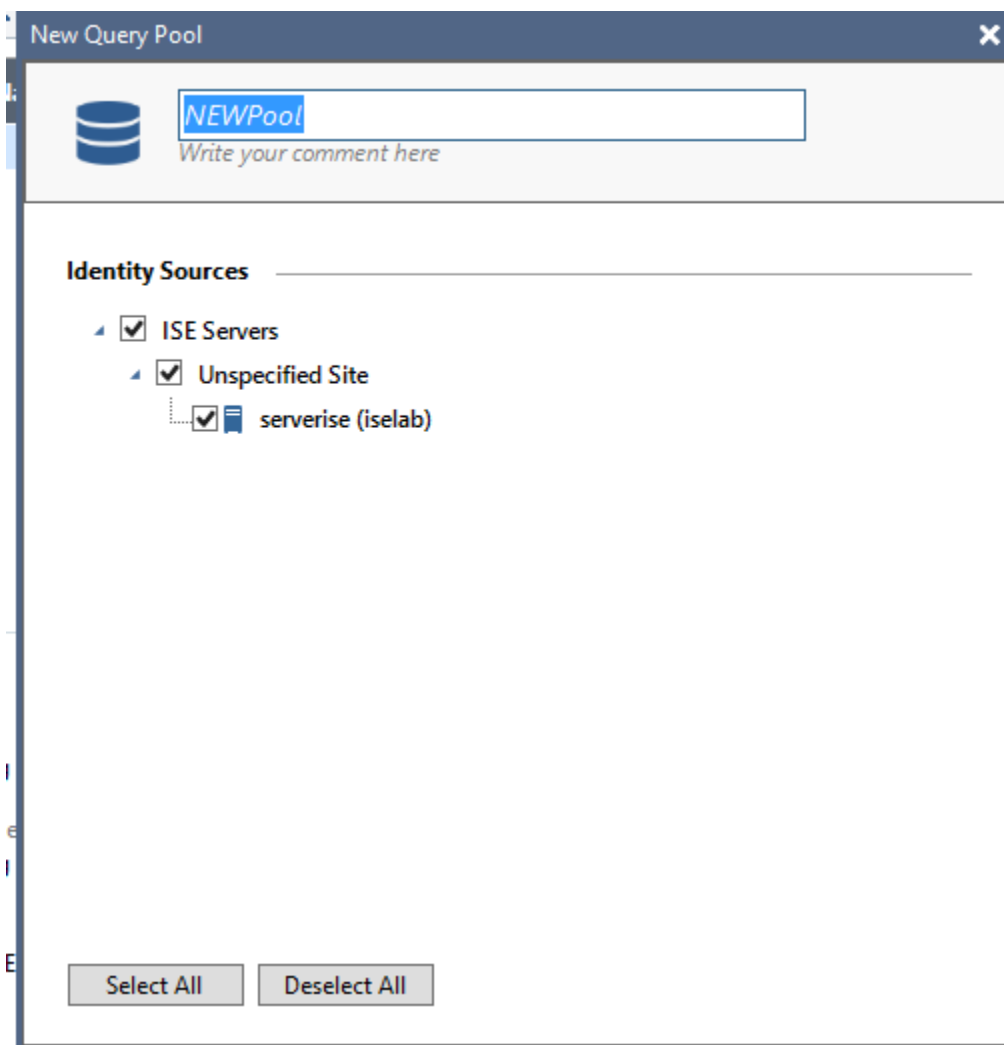 New Query Pool
NEWPool
Write your comment here
Identity Sources
ISE Servers
Unspecified Site
serverise (iselab)
Select All
Deselect All